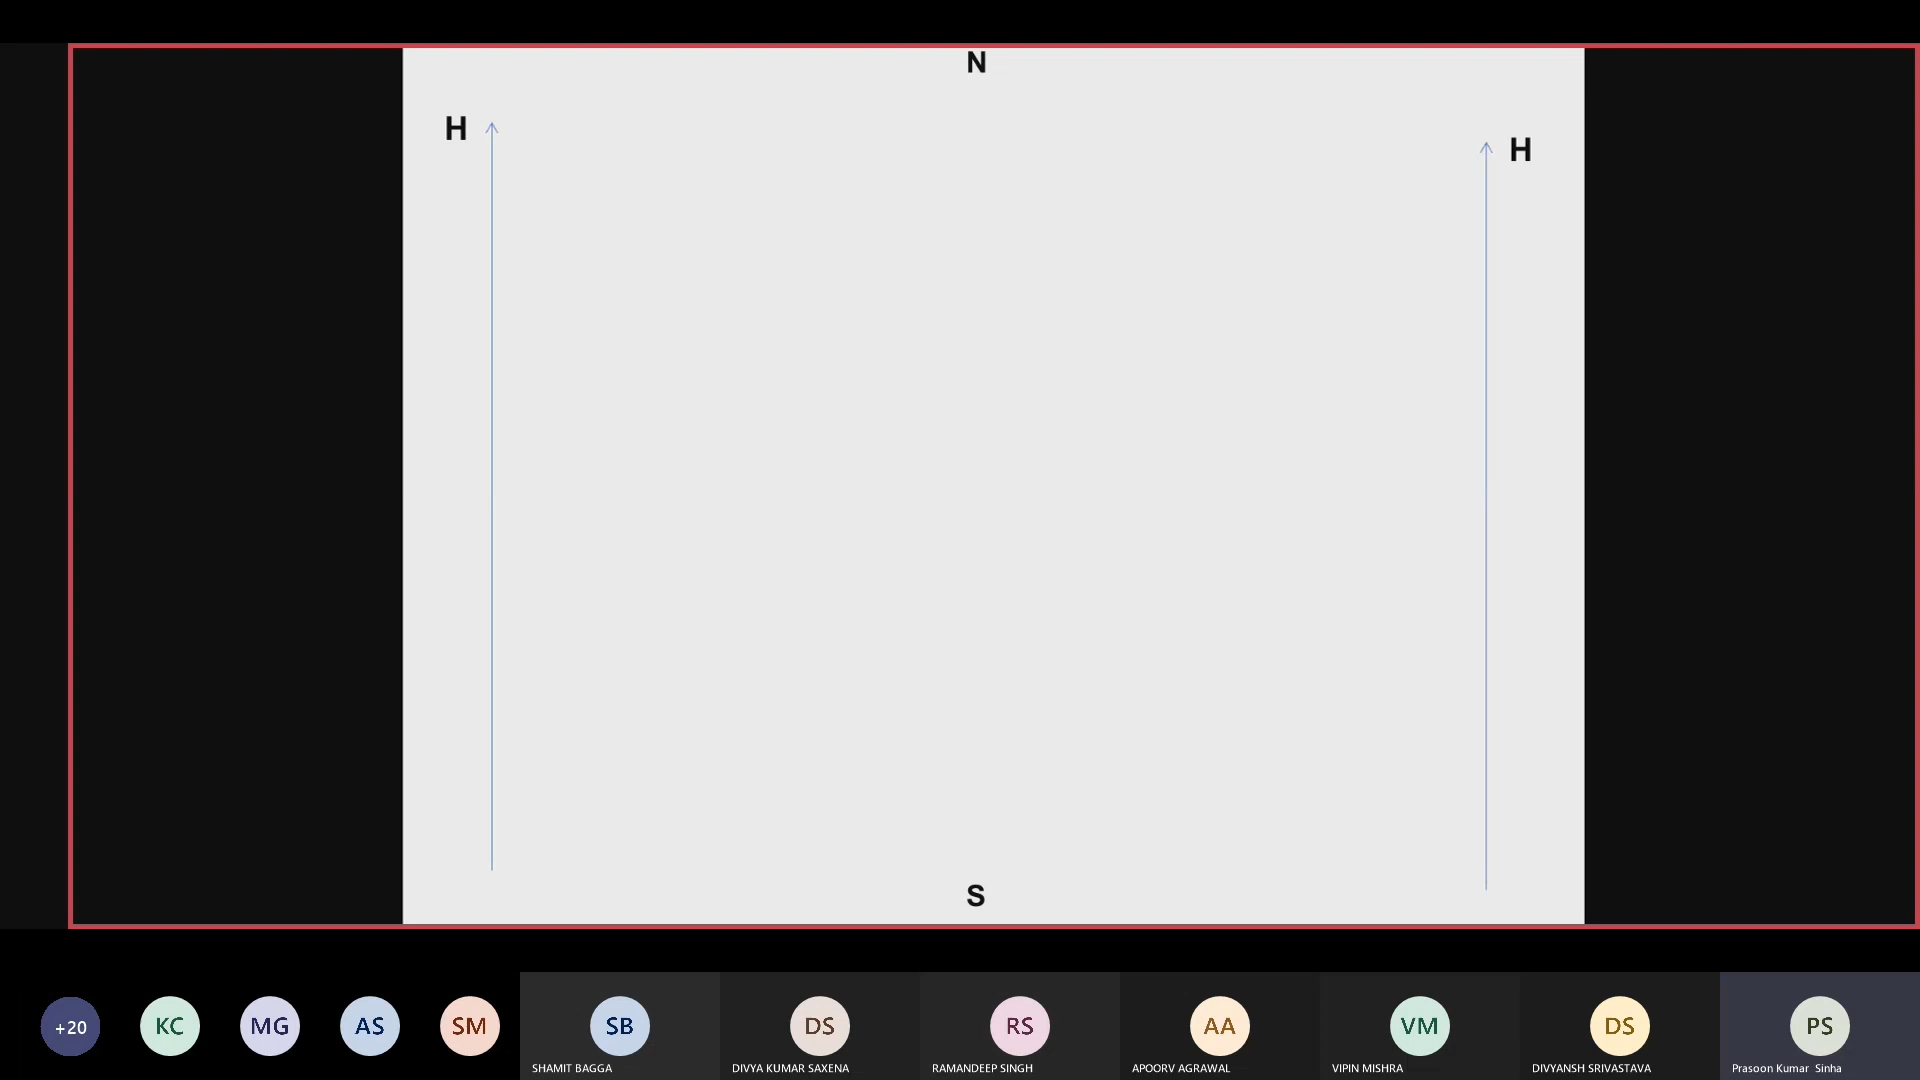 N
H
H
S
+20
KC
MG
AS
SM
SB
DS
RS
AA
VM
DS
PS
SHAMIT BAGGA
DIVYA KUMAR SAXENA
RAMANDEEP SINGH
APOORV AGRAWAL
VIPIN MISHRA
DIVYANSH SRIVASTAVA
Prasoon Kumar Sinha